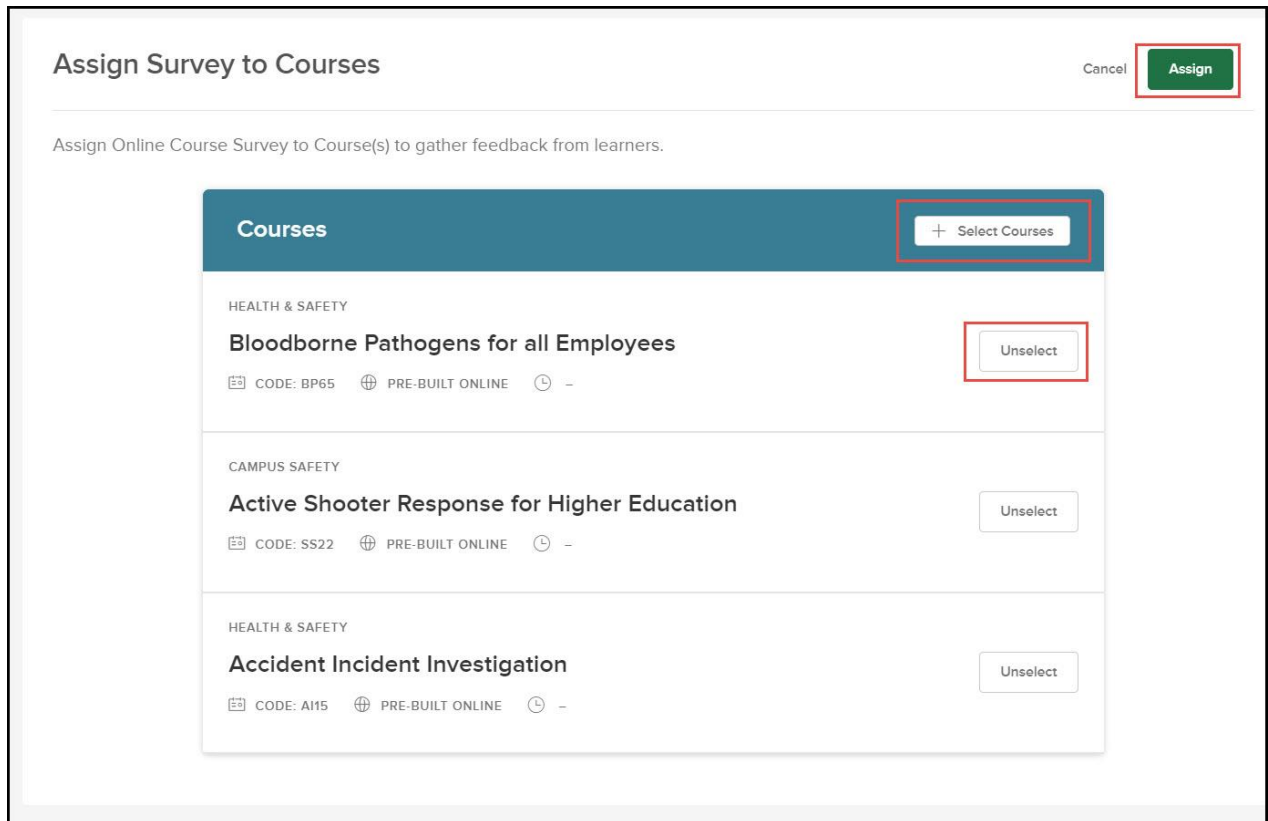 Assign Survey to Courses
Cancel
Assign
Assign Online Course Survey to Course(s) to gather feedback from learners.
Courses
+ Select Courses
HEALTH & SAFETY
Bloodborne Pathogens for all Employees
Unselect
CODE: BP65 PRE-BUILT ONLINE –
CAMPUS SAFETY
Active Shooter Response for Higher Education
Unselect
CODE: SS22 PRE-BUILT ONLINE –
HEALTH & SAFETY
Accident Incident Investigation
Unselect
CODE: AI15 PRE-BUILT ONLINE –